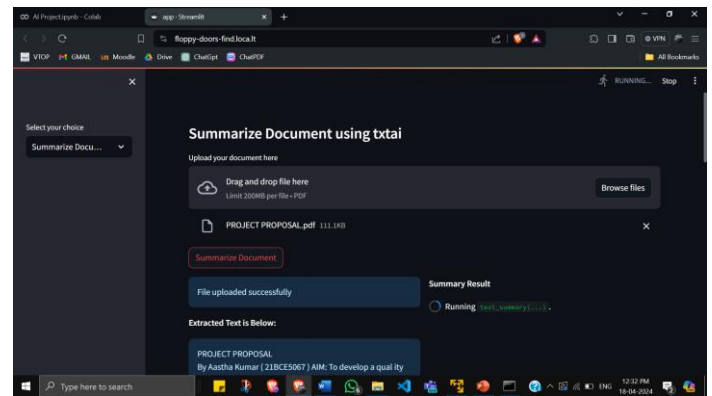 AI Project.ipynb - Colab
app · Streamlit
floppy-doors-find.loca.lt
VPN
VTOP
GMAIL
Moodle
Drive
ChatGpt
ChatPDF
All Bookmarks
RUNNING...
Stop
Select your choice
Summarize Docu...
Summarize Document using txtai
Upload your document here
Drag and drop file here
Limit 200MB per file • PDF
Browse files
PROJECT PROPOSAL.pdf 111.1KB
Summarize Document
File uploaded successfully
Summary Result
Running text_summary(...).
Extracted Text is Below:
PROJECT PROPOSAL
By Aastha Kumar ( 21BCE5067 ) AIM: To develop a qual ity
Type here to search
ENG
12:32 PM
18-04-2024